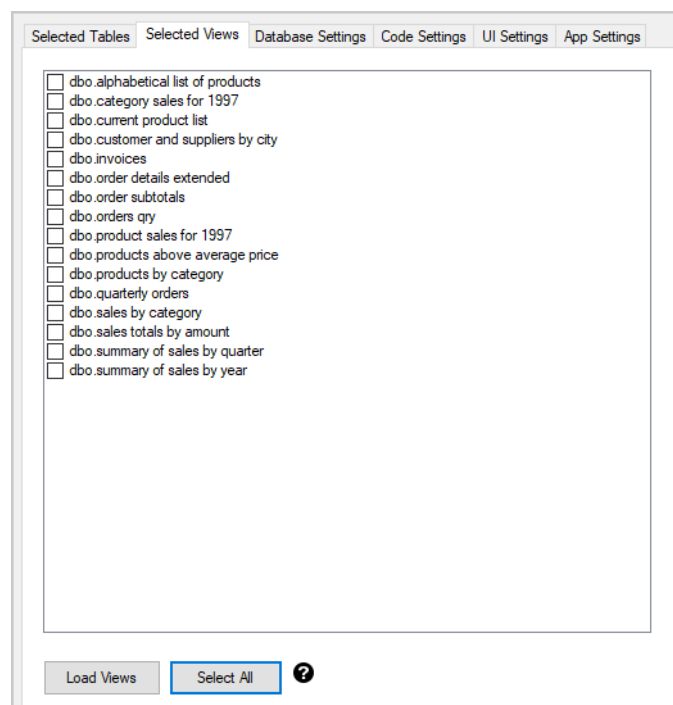 Selected Tables Selected Views Database Settings Code Settings UI Settings App Settings
dbo.alphabetical list of products
dbo.category sales for 1997
dbo.current product list
dbo.customer and suppliers by city
dbo.invoices
dbo.order details extended
dbo.order subtotals
dbo.orders qry
dbo.product sales for 1997
dbo.products above average price
dbo.products by category
dbo.quarterly orders
dbo.sales by category
dbo.sales totals by amount
dbo.summary of sales by quarter
dbo.summary of sales by year
Load Views Select All ?